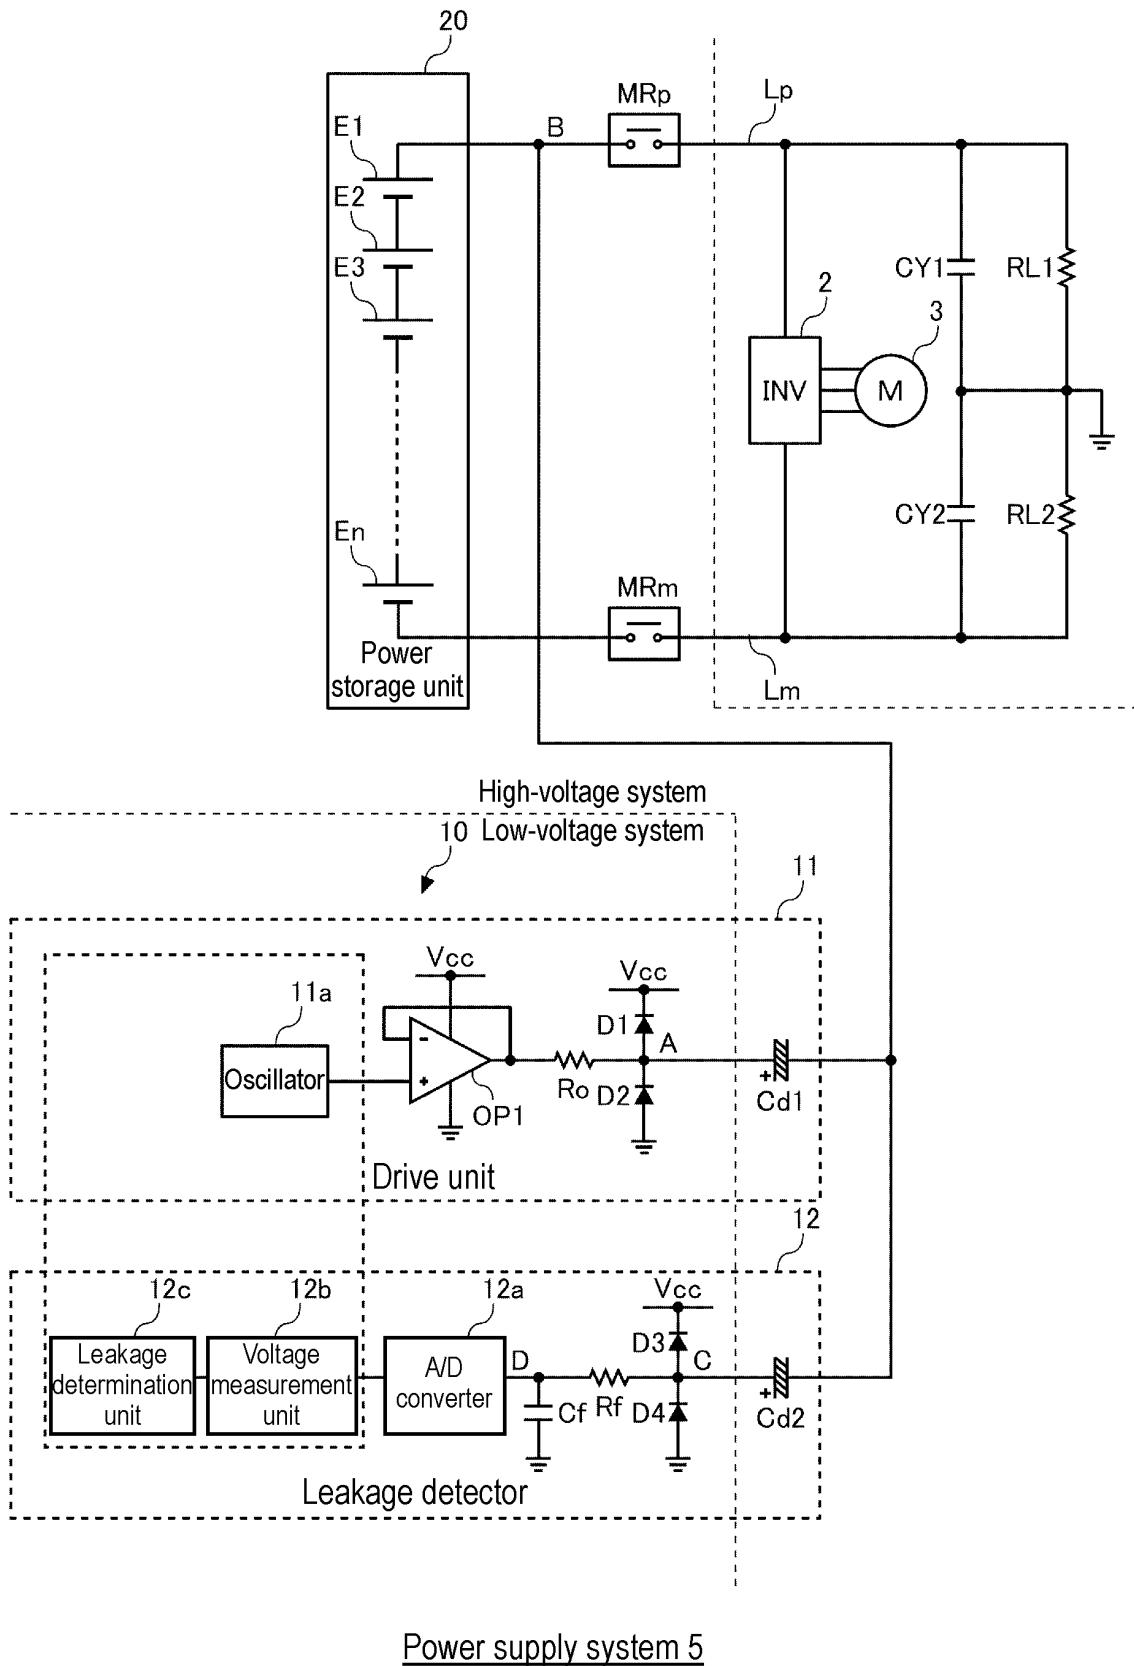 20
MRp
Lp
B
E1
E2
E3
CY1
RL1
2
3
INV
M
En
CY2
RL2
MRm
Power
storage unit
Lm
High-voltage system
10 Low-voltage system
11
Vcc
Vcc
11a
D1
A
-
Oscillator
+
Ro
D2
+
OP1
Cd1
Drive unit
12
12c
12b
12a
Vcc
Leakage
determination
unit
Voltage
measurement
unit
A/D
converter
D
D3
C
Cf
Rf
D4
+
Cd2
Leakage detector
Power supply system 5